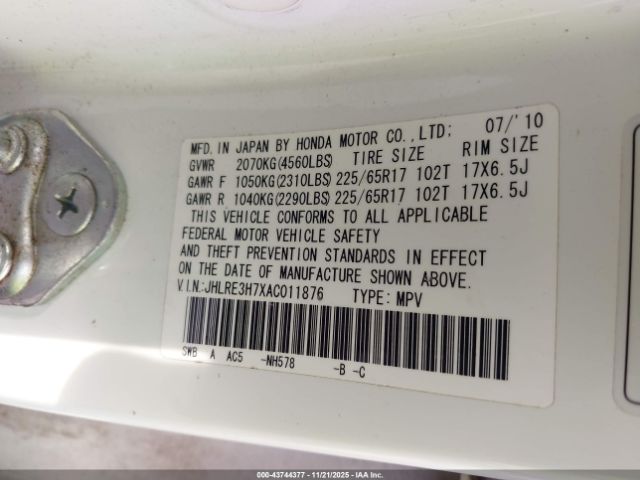 MFD. IN JAPAN BY HONDA MOTOR CO.,LTD; 07/'10
GVWR 2070KG(4560LBS) TIRE SIZE RIM SIZE
GAWR F 1050KG(2310LBS) 225/65R17 102T 17X6.5J
GAWR R 1040KG(2290LBS) 225/65R17 102T 17X6.5J
THIS VEHICLE CONFORMS TO ALL APPLICABLE
FEDERAL MOTOR VEHICLE SAFETY
AND THEFT PREVENTION STANDARDS IN EFFECT
ON THE DATE OF MANUFACTURE SHOWN ABOVE.
V.I.N.:JHLRE3H7XAC011876 TYPE: MPV
SWB A AC5 -NH578 -B -C
© 000-43744377 - 11/21/2025 - IAA Inc.